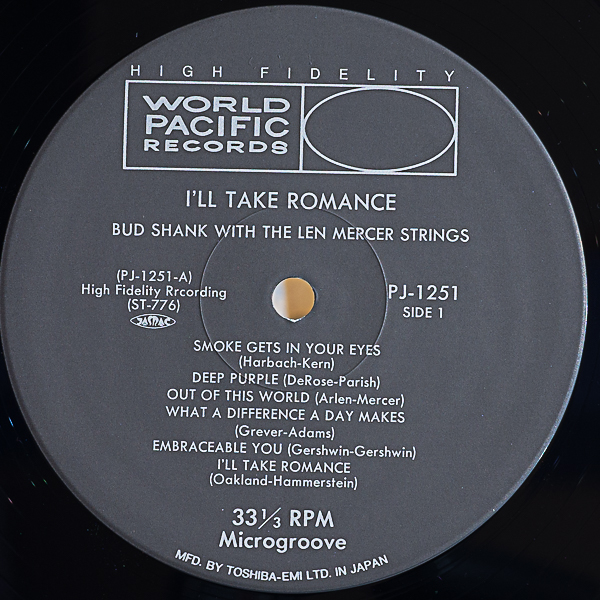 HIGH FIDELITY
WORLD
PACIFIC
RECORDS
I'LL TAKE ROMANCE
BUD SHANK WITH THE LEN MERCER STRINGS
(PJ-1251-A)
High Fidelity Rrcording
(ST-776)
JASRAC
PJ-1251
SIDE 1
SMOKE GETS IN YOUR EYES
(Harbach-Kern)
DEEP PURPLE (DeRose-Parish)
OUT OF THIS WORLD (Arlen-Mercer)
WHAT A DIFFERENCE A DAY MAKES
(Grever-Adams)
EMBRACEABLE YOU (Gershwin-Gershwin)
I'LL TAKE ROMANCE
(Oakland-Hammerstein)
33⅓ RPM
Microgroove
MFD. BY TOSHIBA-EMI LTD. IN JAPAN